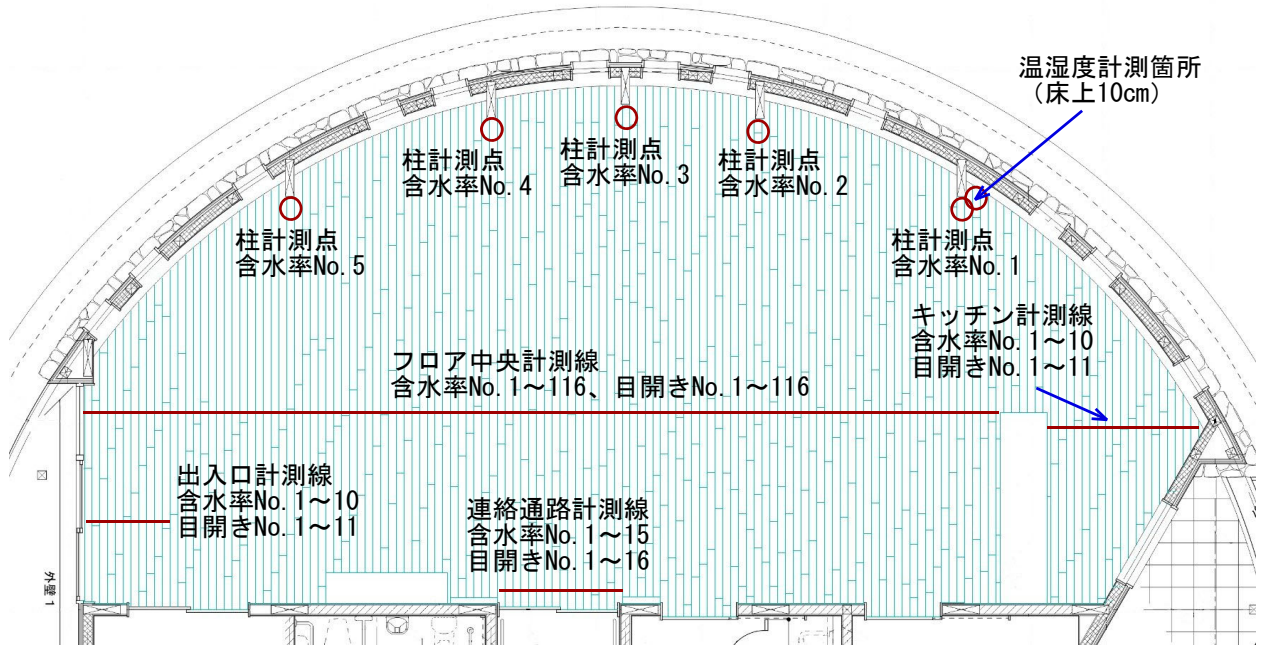 温湿度計測箇所
（床上10cm）
柱計測点
含水率No.4
柱計測点
含水率No.3
柱計測点
含水率No.2
柱計測点
含水率No.5
柱計測点
含水率No.1
キッチン計測線
含水率No.1～10
目開きNo.1～11
フロア中央計測線
含水率No.1～116、目開きNo.1～116
出入口計測線
含水率No.1～10
目開きNo.1～11
連絡通路計測線
含水率No.1～15
目開きNo.1～16
外壁1